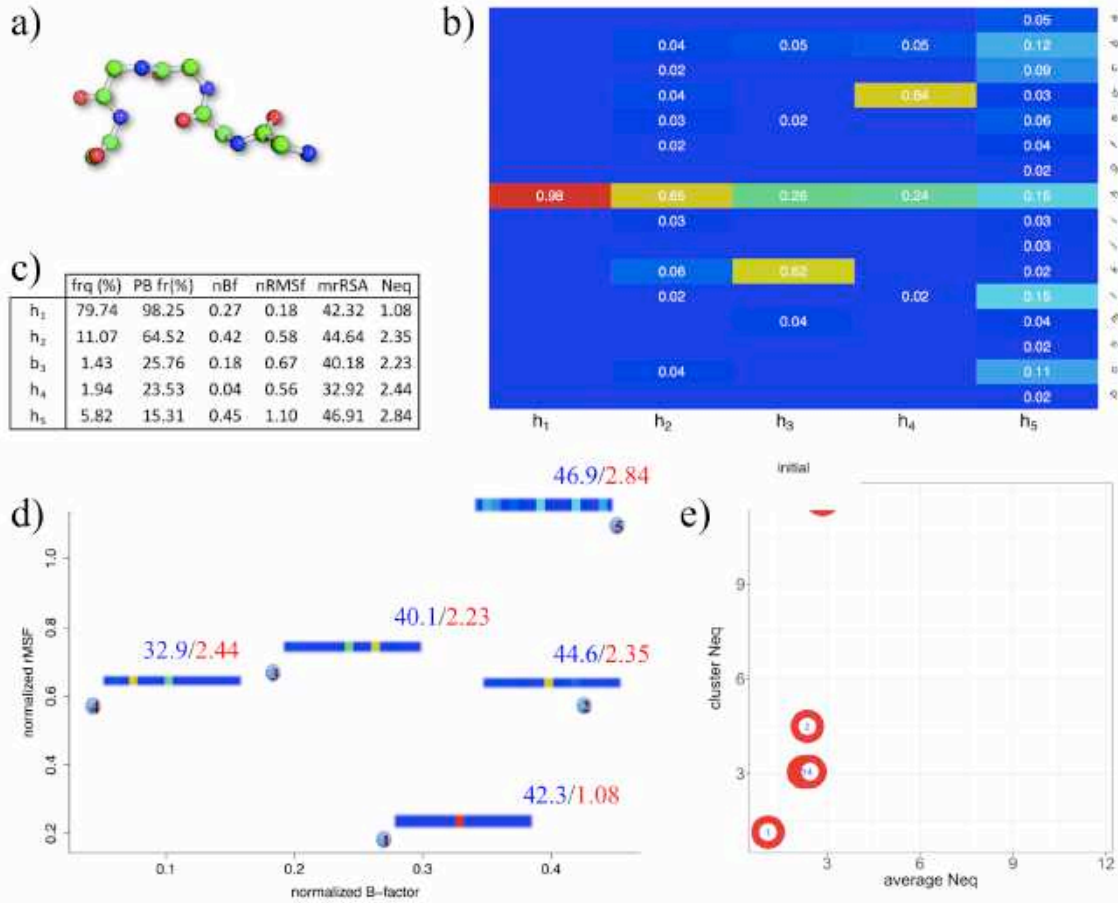 a)
b)
0.05
0.04 0.05 0.05 0.12
0.02 0.09
0.04 0.64 0.03
0.03 0.02 0.06
0.02 0.04
0.02
0.98 0.65 0.26 0.24 0.15
0.03 0.03
0.03
0.06 0.62 0.02
0.02 0.02 0.15
0.04 0.04
0.02
0.04 0.11
0.02
h₁ h₂ h₃ h₄ h₅
c)
frq (%) PB fr(%) nBf nRMSf mrRSA Neq
h₁ 79.74 98.25 0.27 0.18 42.32 1.08
h₂ 11.07 64.52 0.42 0.58 44.64 2.35
b₃ 1.43 25.76 0.18 0.67 40.18 2.23
h₄ 1.94 23.53 0.04 0.56 32.92 2.44
h₅ 5.82 15.31 0.45 1.10 46.91 2.84
d)
46.9/2.84
5
40.1/2.23
3
32.9/2.44
4
44.6/2.35
2
42.3/1.08
1
normalized rMSF
1.0
0.8
0.6
0.4
0.2
0.1 0.2 0.3 0.4
normalized B-factor
e)
initial
cluster Neq
9
6
3
2
4
1
3 6 9 12
average Neq